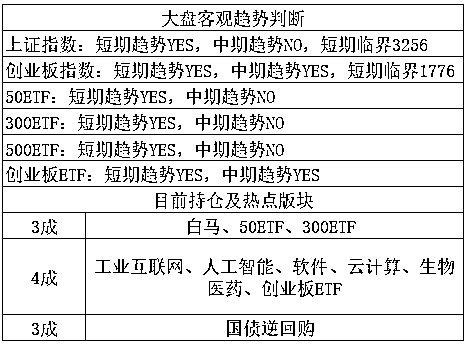 大盘客观趋势判断
上证指数：短期趋势YES，中期趋势NO，短期临界3256
创业板指数：短期趋势YES，中期趋势YES，短期临界1776
50ETF：短期趋势YES，中期趋势NO
300ETF：短期趋势YES，中期趋势NO
500ETF：短期趋势YES，中期趋势NO
创业板ETF：短期趋势YES，中期趋势YES
目前持仓及热点版块
3成 白马、50ETF、300ETF
4成 工业互联网、人工智能、软件、云计算、生物
医药、创业板ETF
3成 国债逆回购